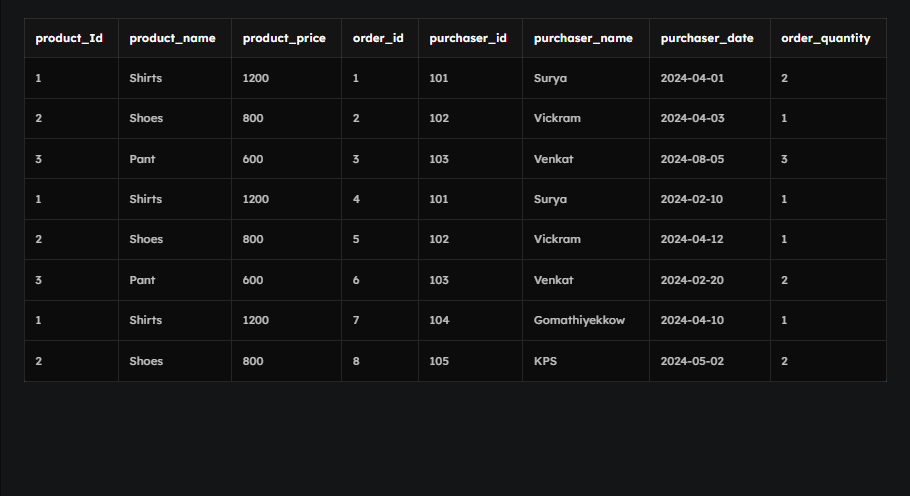 product_Id product_name product_price order_id purchaser_id purchaser_name purchaser_date order_quantity
1 Shirts 1200 1 101 Surya 2024-04-01 2
2 Shoes 800 2 102 Vickram 2024-04-03 1
3 Pant 600 3 103 Venkat 2024-08-05 3
1 Shirts 1200 4 101 Surya 2024-02-10 1
2 Shoes 800 5 102 Vickram 2024-04-12 1
3 Pant 600 6 103 Venkat 2024-02-20 2
1 Shirts 1200 7 104 Gomathiyekkow 2024-04-10 1
2 Shoes 800 8 105 KPS 2024-05-02 2